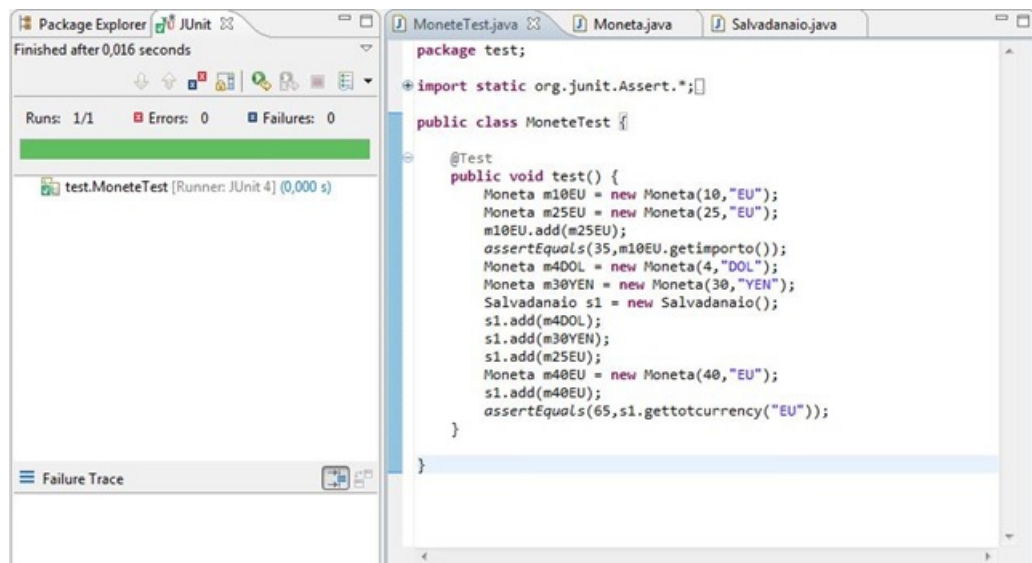 Package Explorer JUnit
Finished after 0,016 seconds
Runs: 1/1 Errors: 0 Failures: 0
test.MoneteTest [Runner: JUnit 4] (0,000 s)
Failure Trace
MoneteTest.java Moneta.java Salvadanaio.java
package test;
import static org.junit.Assert.*;
public class MoneteTest {
@Test
public void test() {
Moneta m10EU = new Moneta(10,"EU");
Moneta m25EU = new Moneta(25,"EU");
m10EU.add(m25EU);
assertEquals(35,m10EU.getimporto());
Moneta m4DOL = new Moneta(4,"DOL");
Moneta m30YEN = new Moneta(30,"YEN");
Salvadanaio s1 = new Salvadanaio();
s1.add(m4DOL);
s1.add(m30YEN);
s1.add(m25EU);
Moneta m40EU = new Moneta(40,"EU");
s1.add(m40EU);
assertEquals(65,s1.gettotcurrency("EU"));
}
}